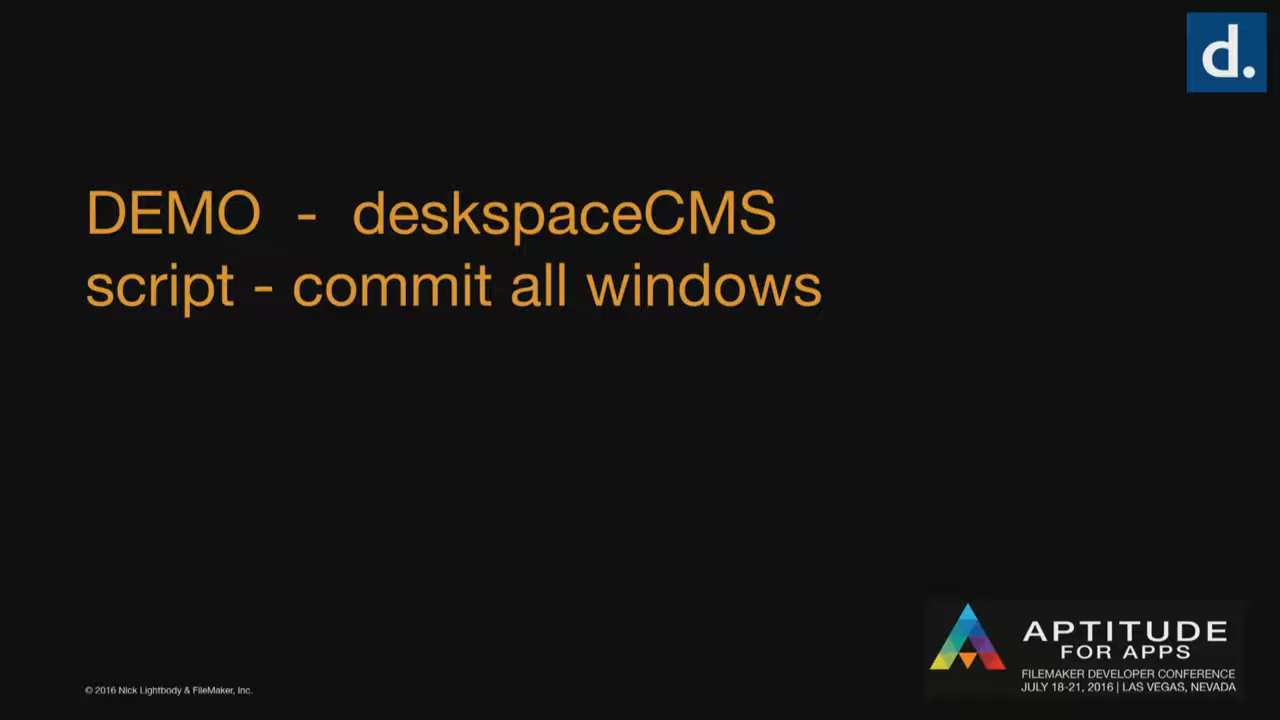 d.
DEMO - deskspaceCMS
script - commit all windows
APTITUDE
FOR APPS
FILEMAKER DEVELOPER CONFERENCE
JULY 18-21, 2016 | LAS VEGAS, NEVADA
© 2016 Nick Lightbody & FileMaker, Inc.